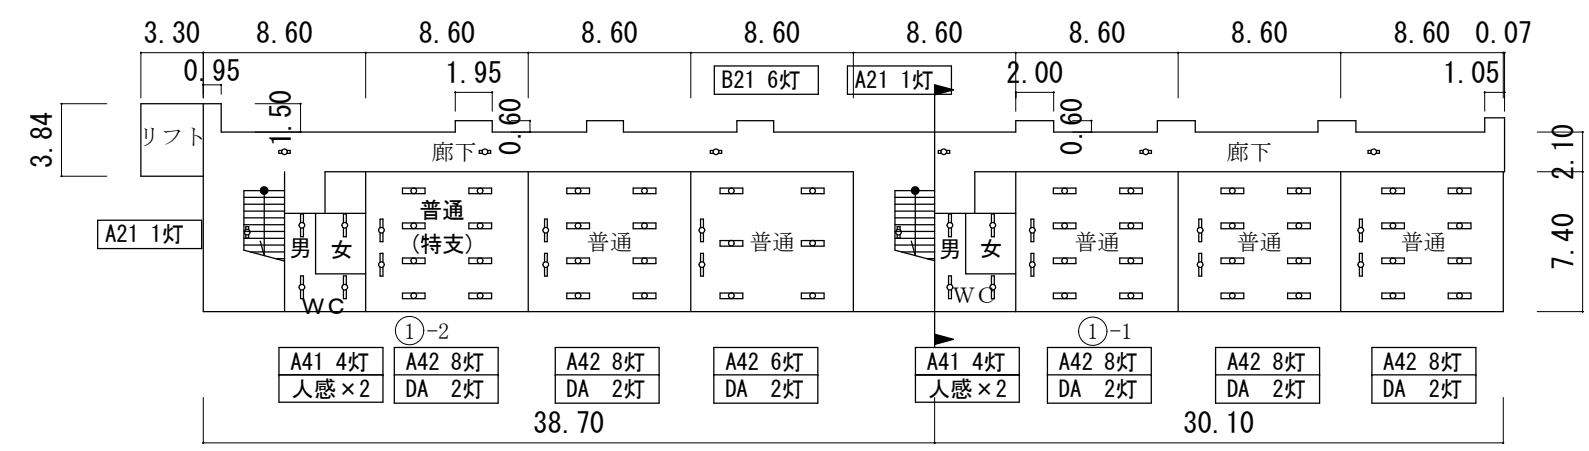 3.30 8.60 8.60 8.60 8.60 8.60 8.60 8.60 8.60 0.07
0.95 1.95 B21 6灯 A21 1灯 2.00 1.05
3.84 1.50 0.60 0.60 2.10
リフト 廊下 廊下
A21 1灯
普通
(特支)
普通 普通 普通 普通 普通
男 女 男 女
7.40
WC WC
①-2 ①-1
A41 4灯 A42 8灯 A42 8灯 A42 6灯 A41 4灯 A42 8灯 A42 8灯 A42 8灯
人感×2 DA 2灯 DA 2灯 DA 2灯 人感×2 DA 2灯 DA 2灯 DA 2灯
38.70 30.10